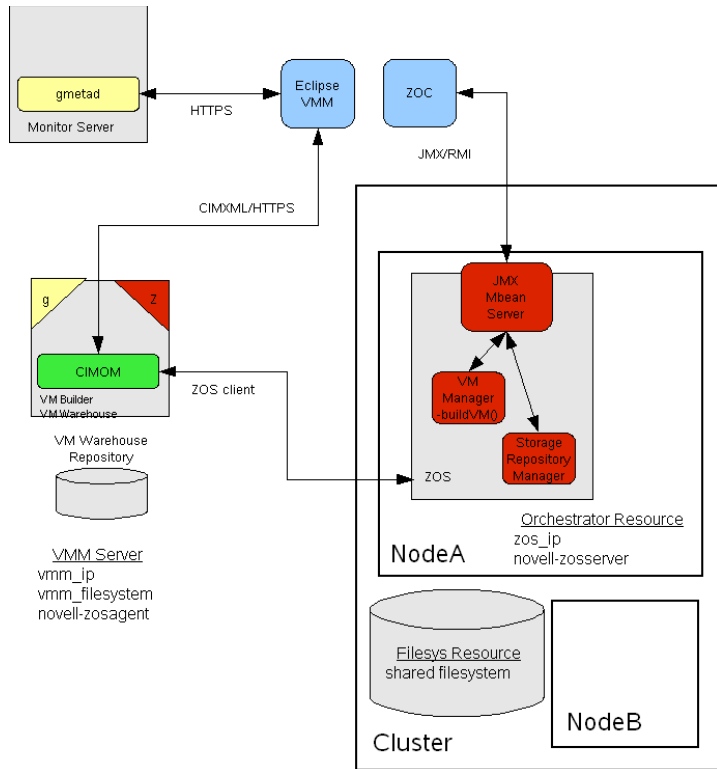 gmetad
Monitor Server
HTTPS
Eclipse
VMM
ZOC
JMX/RMI
CIMXML/HTTPS
g
Z
CIMOM
VM Builder
VM Warehouse
ZOS client
VM Warehouse
Repository
VMM Server
vmm_ip
vmm_filesystem
novell-zosagent
JMX
Mbean
Server
VM
Manager
-buildVM()
Storage
Repository
Manager
ZOS
Orchestrator Resource
zos_ip
novell-zosserver
NodeA
Filesys Resource
shared filesystem
NodeB
Cluster